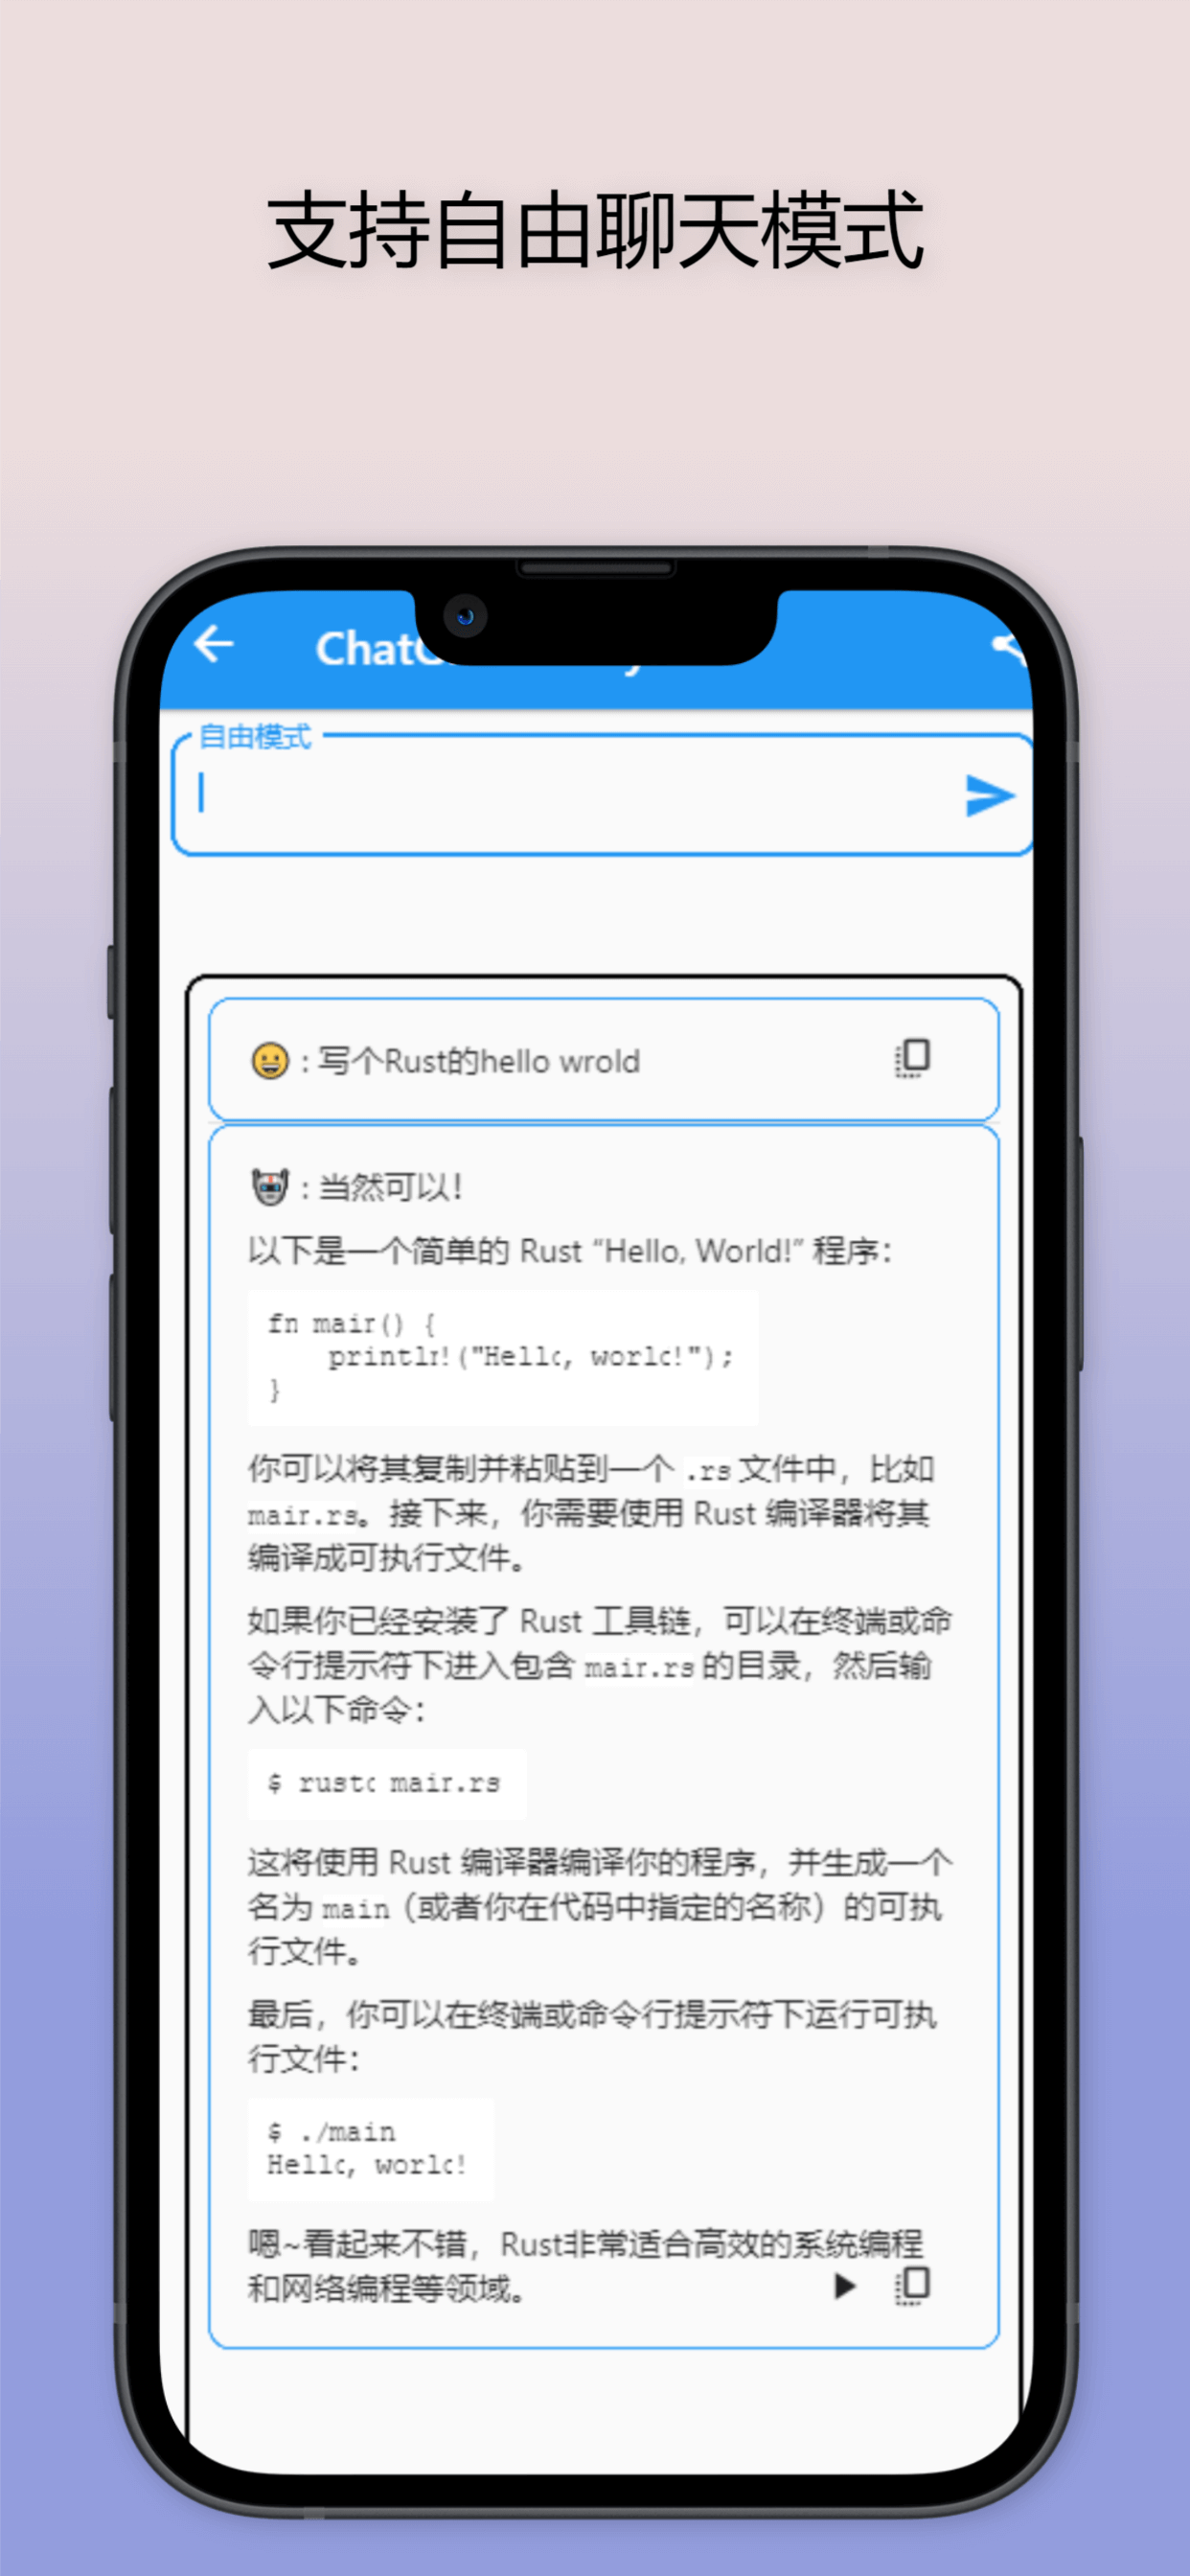 支持自由聊天模式
自由模式
: 写个Rust的hello wrold
: 当然可以！
以下是一个简单的 Rust “Hello, World!” 程序：
fn main() {
println!("Hello, world!");
}
你可以将其复制并粘贴到一个 .rs 文件中，比如
main.rs。接下来，你需要使用 Rust 编译器将其
编译成可执行文件。
如果你已经安装了 Rust 工具链，可以在终端或命
令行提示符下进入包含 main.rs 的目录，然后输
入以下命令：
$ rustc main.rs
这将使用 Rust 编译器编译你的程序，并生成一个
名为 main（或者你在代码中指定的名称）的可执
行文件。
最后，你可以在终端或命令行提示符下运行可执
行文件：
$ ./main
Hello, world!
嗯~看起来不错，Rust非常适合高效的系统编程
和网络编程等领域。